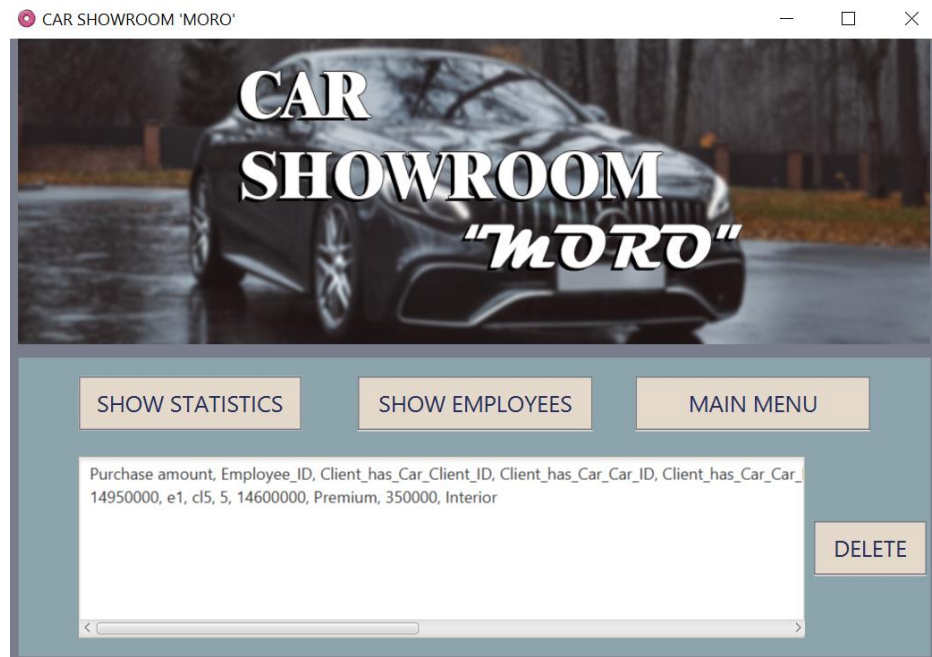 CAR SHOWROOM 'MORO'
CAR
SHOWROOM
"MORO"
SHOW STATISTICS
SHOW EMPLOYEES
MAIN MENU
Purchase amount, Employee_ID, Client_has_Car_Client_ID, Client_has_Car_Car_ID, Client_has_Car_Car_
14950000, e1, cl5, 5, 14600000, Premium, 350000, Interior
DELETE